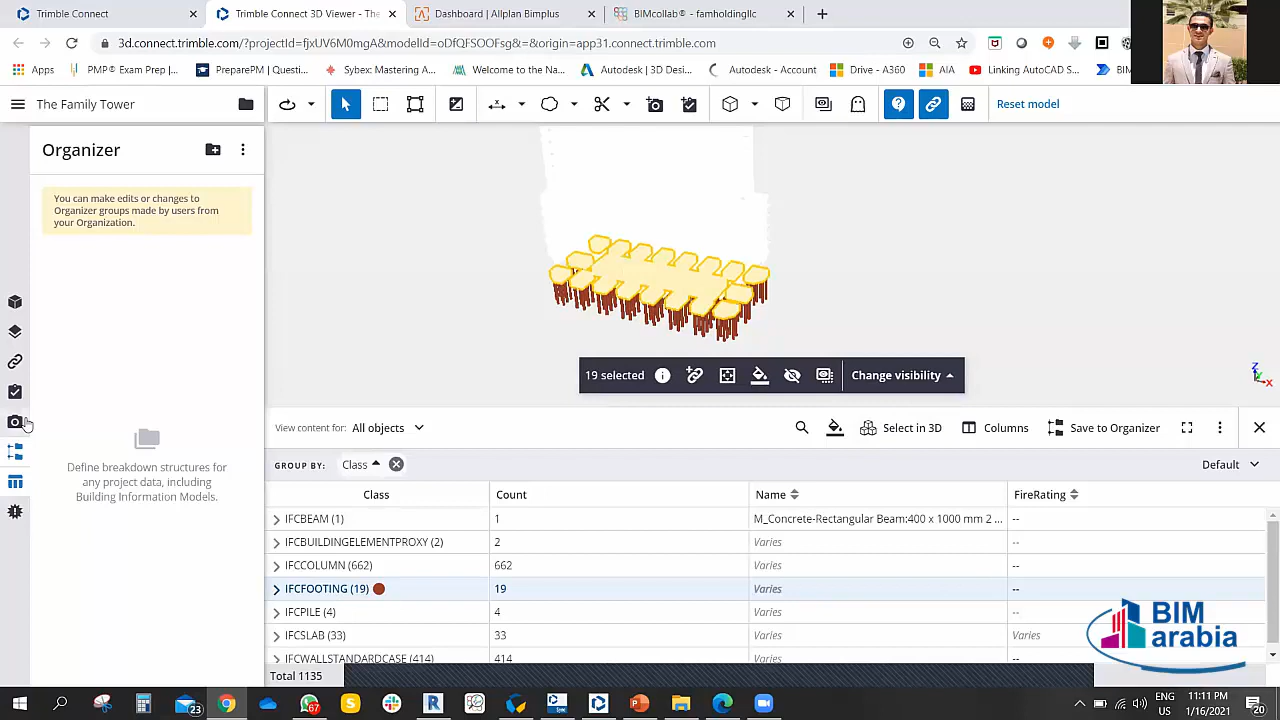 Trimble Connect
Trimble Connect 3D Viewer - The
Dashboard | Allplan Bimplus
BIMcollab® - famholdingllc
3d.connect.trimble.com/?projectId=fjxUV6M0mgA&modelId=oDfQFSOOLsg&=&origin=app31.connect.trimble.com
Apps
PMP® Exam Prep |...
PreparePM | Questi...
Sybex Mastering A...
Welcome to the Na...
Autodesk | 3D Desi...
Autodesk - Account
Drive - A360
AIA
Linking AutoCAD S...
The Family Tower
Reset model
Organizer
You can make edits or changes to
Organizer groups made by users from
your Organization.
19 selected
Change visibility
Define breakdown structures for
any project data, including
Building Information Models.
View content for: All objects
Select in 3D
Columns
Save to Organizer
GROUP BY: Class
Default
Class Count Name FireRating
IFCBEAM (1) 1 M_Concrete-Rectangular Beam:400 x 1000 mm 2 ... --
IFCBUILDINGELEMENTPROXY (2) 2 Varies --
IFCCOLUMN (662) 662 Varies --
IFCFOOTING (19) 19 Varies --
IFCPILE (4) 4 Varies --
IFCSLAB (33) 33 Varies Varies
IFCWALLSTANDARDCASE (414) 414 Varies --
Total 1135
BIM
arabia
Z
Y
X
23
67
ENG
US
11:11 PM
1/16/2021
20